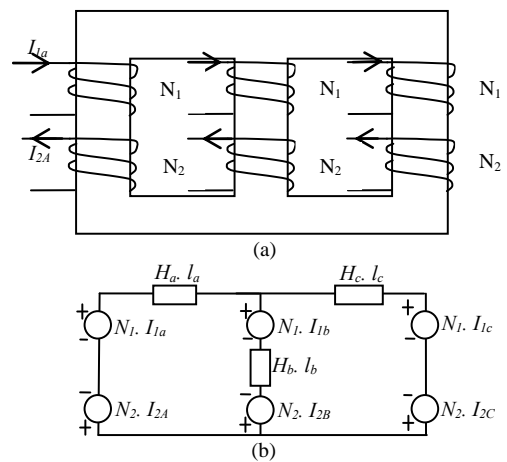 I1a
N1 N1 N1
I2A
N2 N2 N2
(a)
Ha. la Hc. lc
+ + +
N1. I1a N1. I1b N1. I1c
- - -
Hb. lb
- - -
N2. I2A N2. I2B N2. I2C
+ + +
(b)